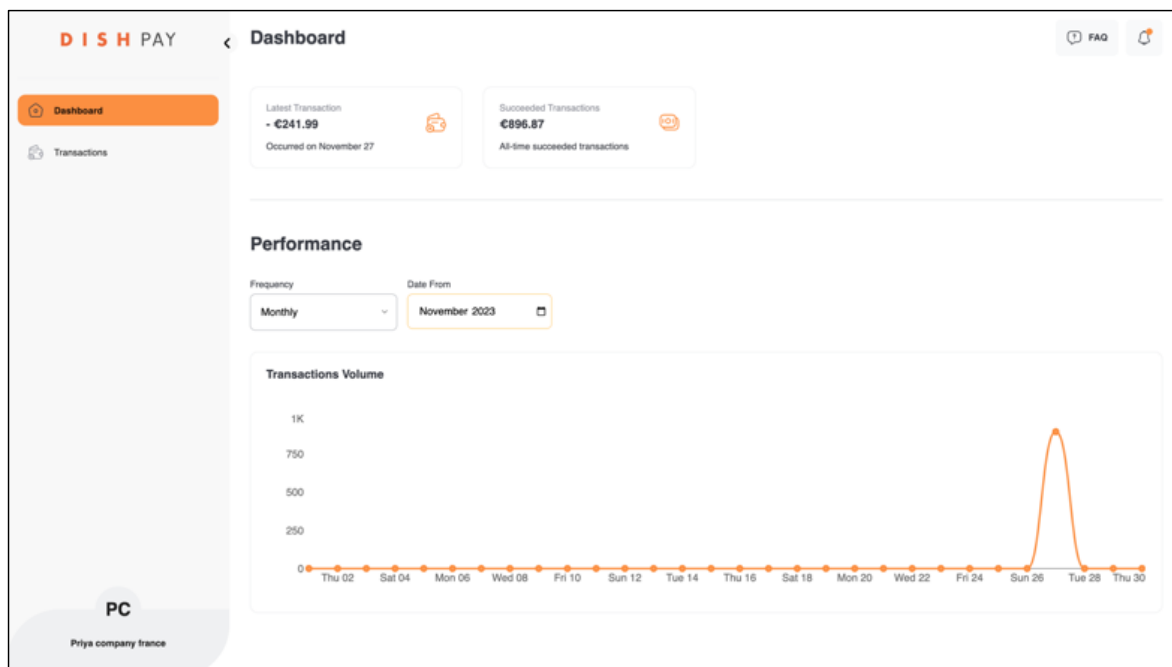 DISH PAY
Dashboard
FAQ
Dashboard
Transactions
Latest Transaction
- €241.99
Occurred on November 27
Succeeded Transactions
€896.87
All-time succeeded transactions
Performance
Frequency
Date From
Monthly
November 2023
Transactions Volume
1K
750
500
250
0
Thu 02 Sat 04 Mon 06 Wed 08 Fri 10 Sun 12 Tue 14 Thu 16 Sat 18 Mon 20 Wed 22 Fri 24 Sun 26 Tue 28 Thu 30
PC
Priya company france